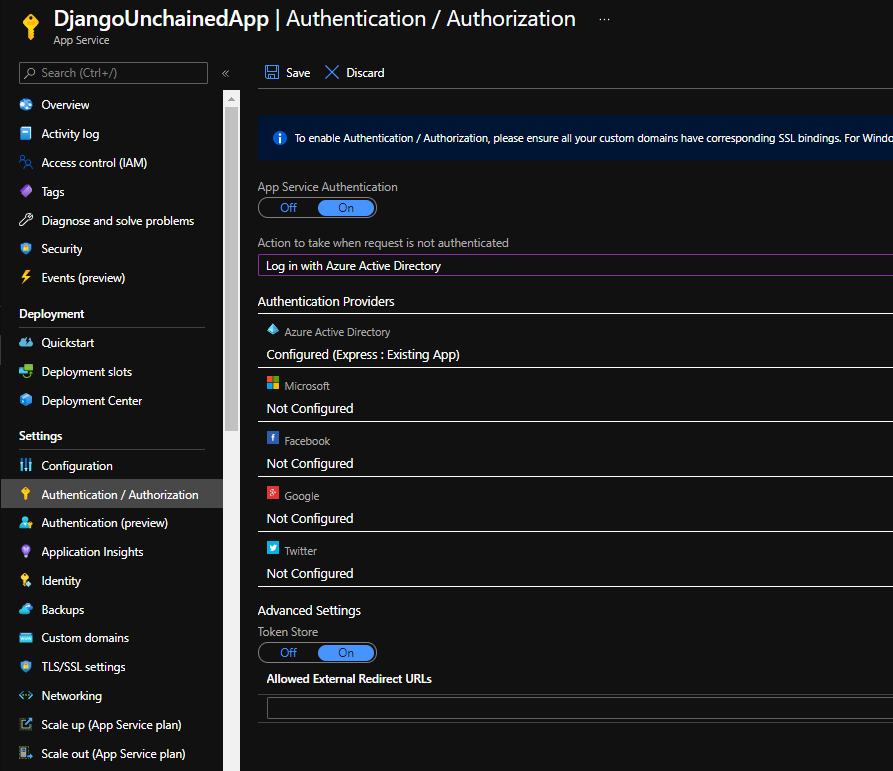 DjangoUnchainedApp | Authentication / Authorization ...
App Service
Search (Ctrl+/)
«
Overview
Activity log
Access control (IAM)
Tags
Diagnose and solve problems
Security
Events (preview)
Deployment
Quickstart
Deployment slots
Deployment Center
Settings
Configuration
Authentication / Authorization
Authentication (preview)
Application Insights
Identity
Backups
Custom domains
TLS/SSL settings
Networking
Scale up (App Service plan)
Scale out (App Service plan)
Save Discard
To enable Authentication / Authorization, please ensure all your custom domains have corresponding SSL bindings. For Windo
App Service Authentication
Off On
Action to take when request is not authenticated
Log in with Azure Active Directory
Authentication Providers
Azure Active Directory
Configured (Express : Existing App)
Microsoft
Not Configured
Facebook
Not Configured
Google
Not Configured
Twitter
Not Configured
Advanced Settings
Token Store
Off On
Allowed External Redirect URLs